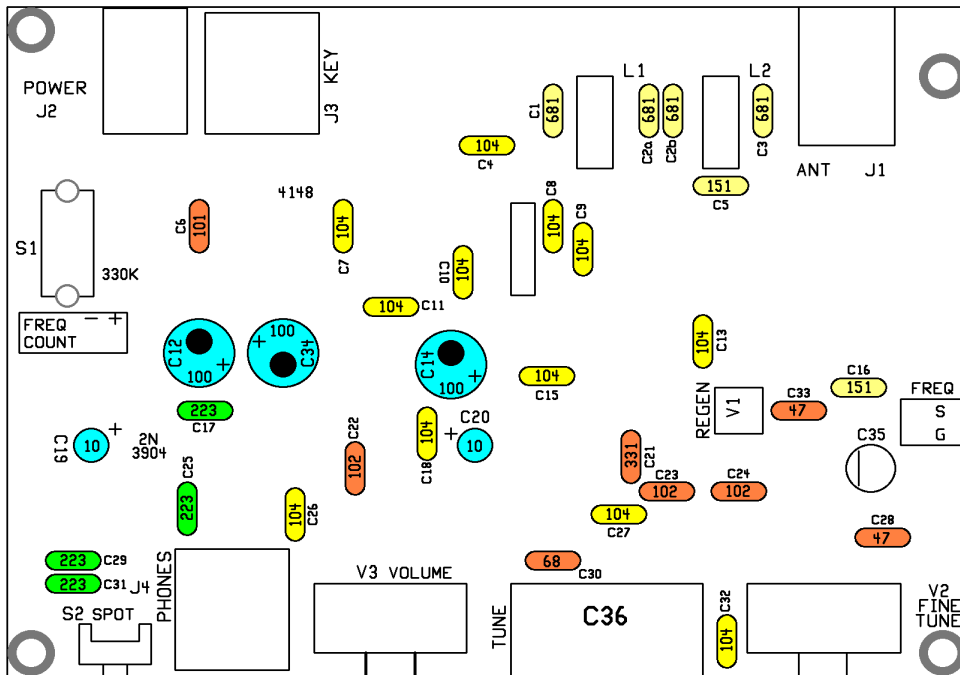 POWER
J2
J3 KEY
C1
681
L1
681
C2a
681
C2b
L2
681
C3
ANT J1
104
C4
151
C5
4148
C6
101
104
C7
C8
104
C9
104
S1
330K
C10
104
104
C11
FREQ - +
COUNT
C12
100 +
+ 100
C34
C14
100 +
104
C13
104
C15
C16
151
223
C17
REGEN
V1
C33
47
FREQ
S
G
C19
10
+
2N
3904
C22
102
104
C18
C20
+
10
331
C21
C35
C25
223
104
C26
C23
102
C24
102
104
C27
C28
47
223
C29
223
C31
J4
PHONES
68
C30
S2 SPOT
V3 VOLUME
TUNE
C36
C32
104
V2
FINE
TUNE